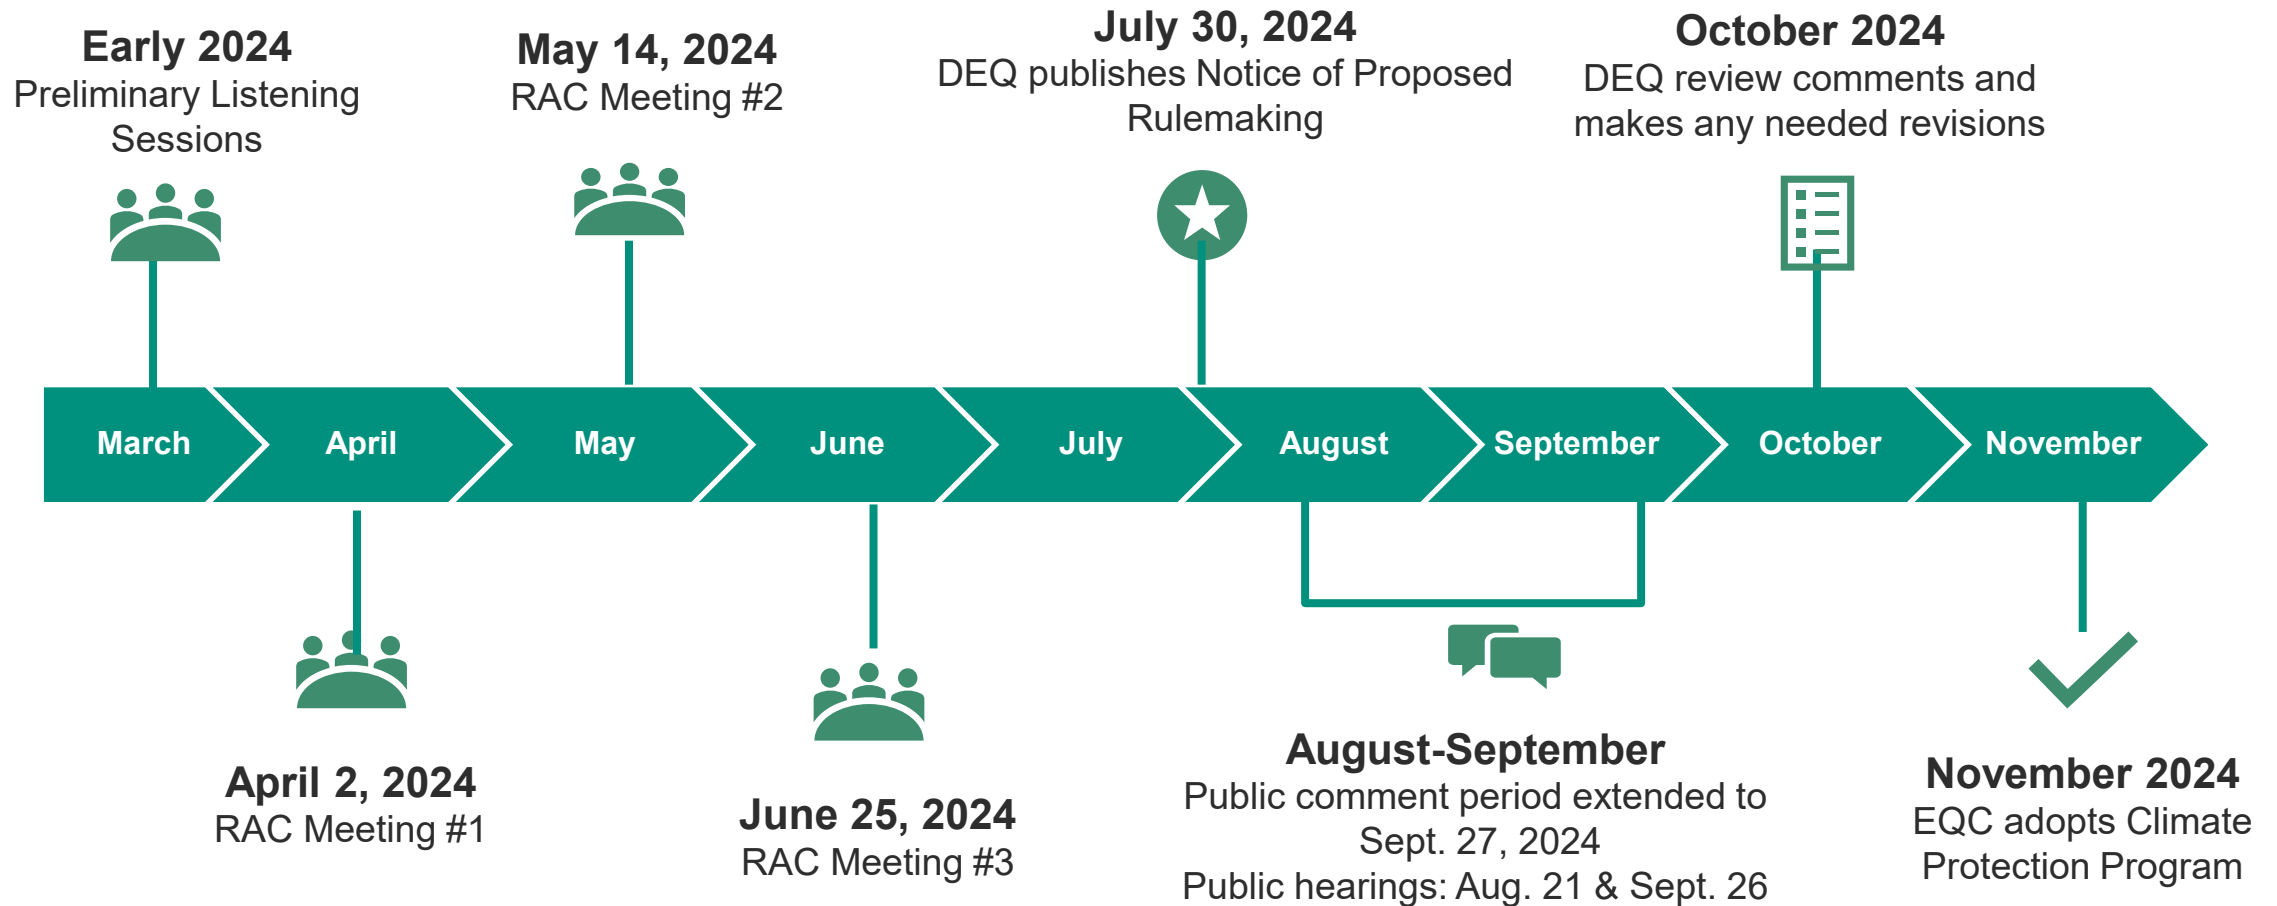 Early 2024
Preliminary Listening
Sessions
May 14, 2024
RAC Meeting #2
July 30, 2024
DEQ publishes Notice of Proposed
Rulemaking
October 2024
DEQ review comments and
makes any needed revisions
March
April
May
June
July
August
September
October
November
April 2, 2024
RAC Meeting #1
June 25, 2024
RAC Meeting #3
August-September
Public comment period extended to
Sept. 27, 2024
Public hearings: Aug. 21 & Sept. 26
November 2024
EQC adopts Climate
Protection Program